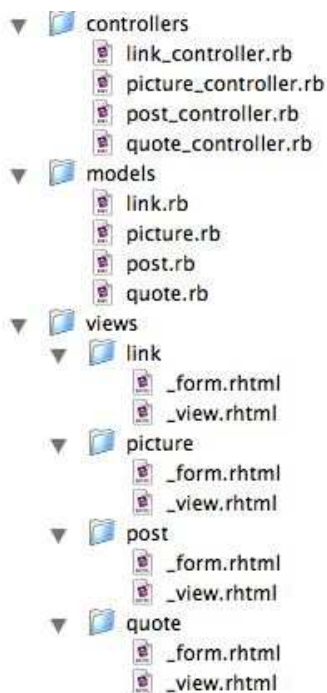 controllers
link_controller.rb
picture_controller.rb
post_controller.rb
quote_controller.rb
models
link.rb
picture.rb
post.rb
quote.rb
views
link
_form.rhtml
_view.rhtml
picture
_form.rhtml
_view.rhtml
post
_form.rhtml
_view.rhtml
quote
_form.rhtml
_view.rhtml